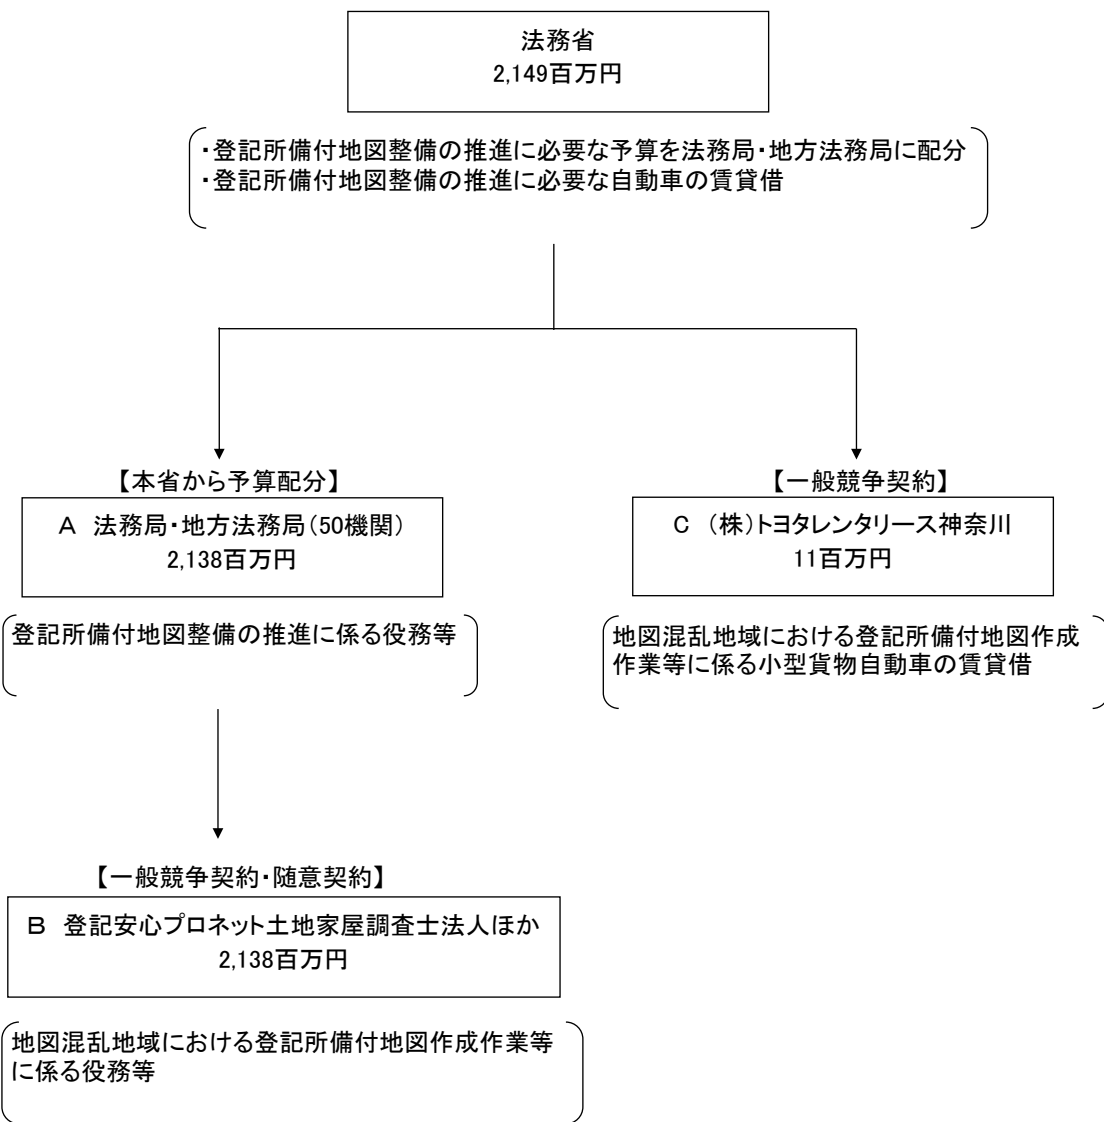 法務省
2,149百万円
・登記所備付地図整備の推進に必要な予算を法務局・地方法務局に配分
・登記所備付地図整備の推進に必要な自動車の賃貸借
【本省から予算配分】
A 法務局・地方法務局(50機関)
2,138百万円
登記所備付地図整備の推進に係る役務等
【一般競争契約】
C (株)トヨタレンタリース神奈川
11百万円
地図混乱地域における登記所備付地図作成
作業等に係る小型貨物自動車の賃貸借
【一般競争契約・随意契約】
B 登記安心プロネット土地家屋調査士法人ほか
2,138百万円
地図混乱地域における登記所備付地図作成作業等
に係る役務等